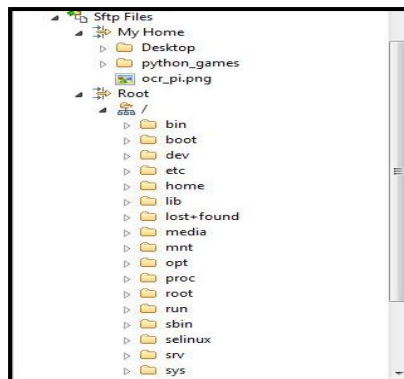 Sftp Files
My Home
Desktop
python_games
ocr_pi.png
Root
/
bin
boot
dev
etc
home
lib
lost+found
media
mnt
opt
proc
root
run
sbin
selinux
srv
sys